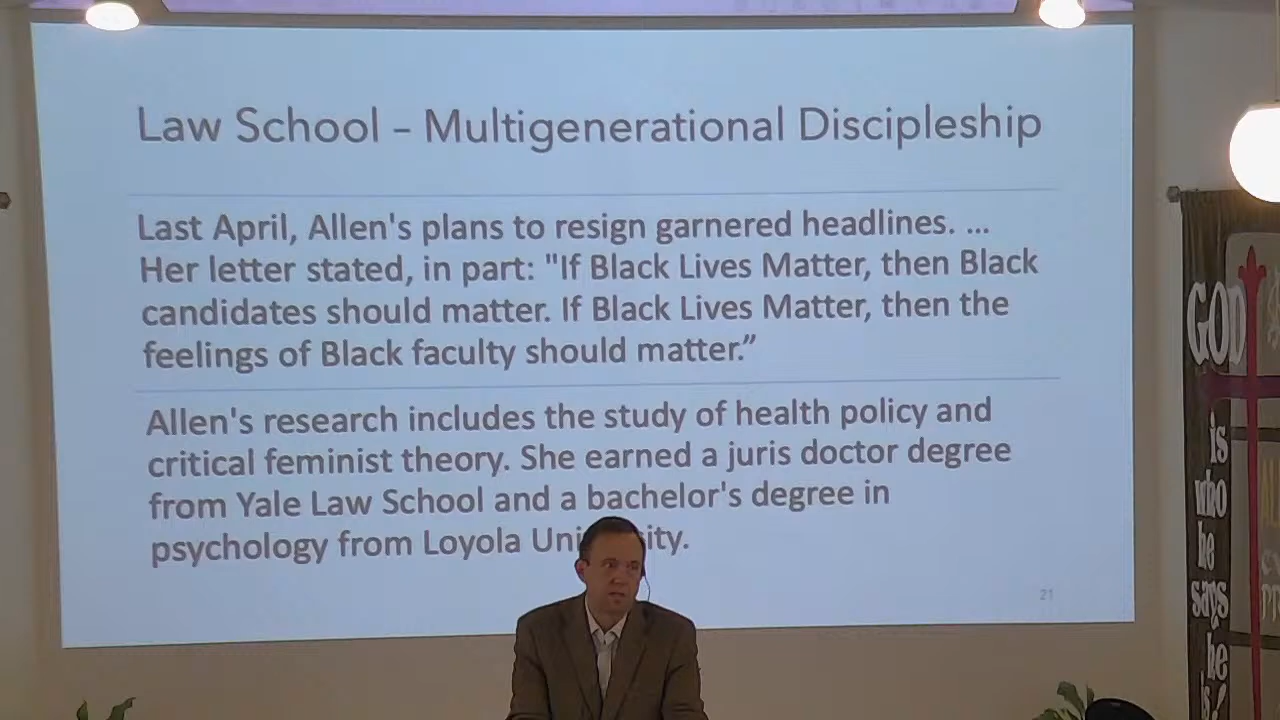 Law School – Multigenerational Discipleship
Last April, Allen's plans to resign garnered headlines. ...
Her letter stated, in part: "If Black Lives Matter, then Black
candidates should matter. If Black Lives Matter, then the
feelings of Black faculty should matter.”
Allen's research includes the study of health policy and
critical feminist theory. She earned a juris doctor degree
from Yale Law School and a bachelor's degree in
psychology from Loyola Uni sity.
21
GOD
is
who
he
says
he
is!